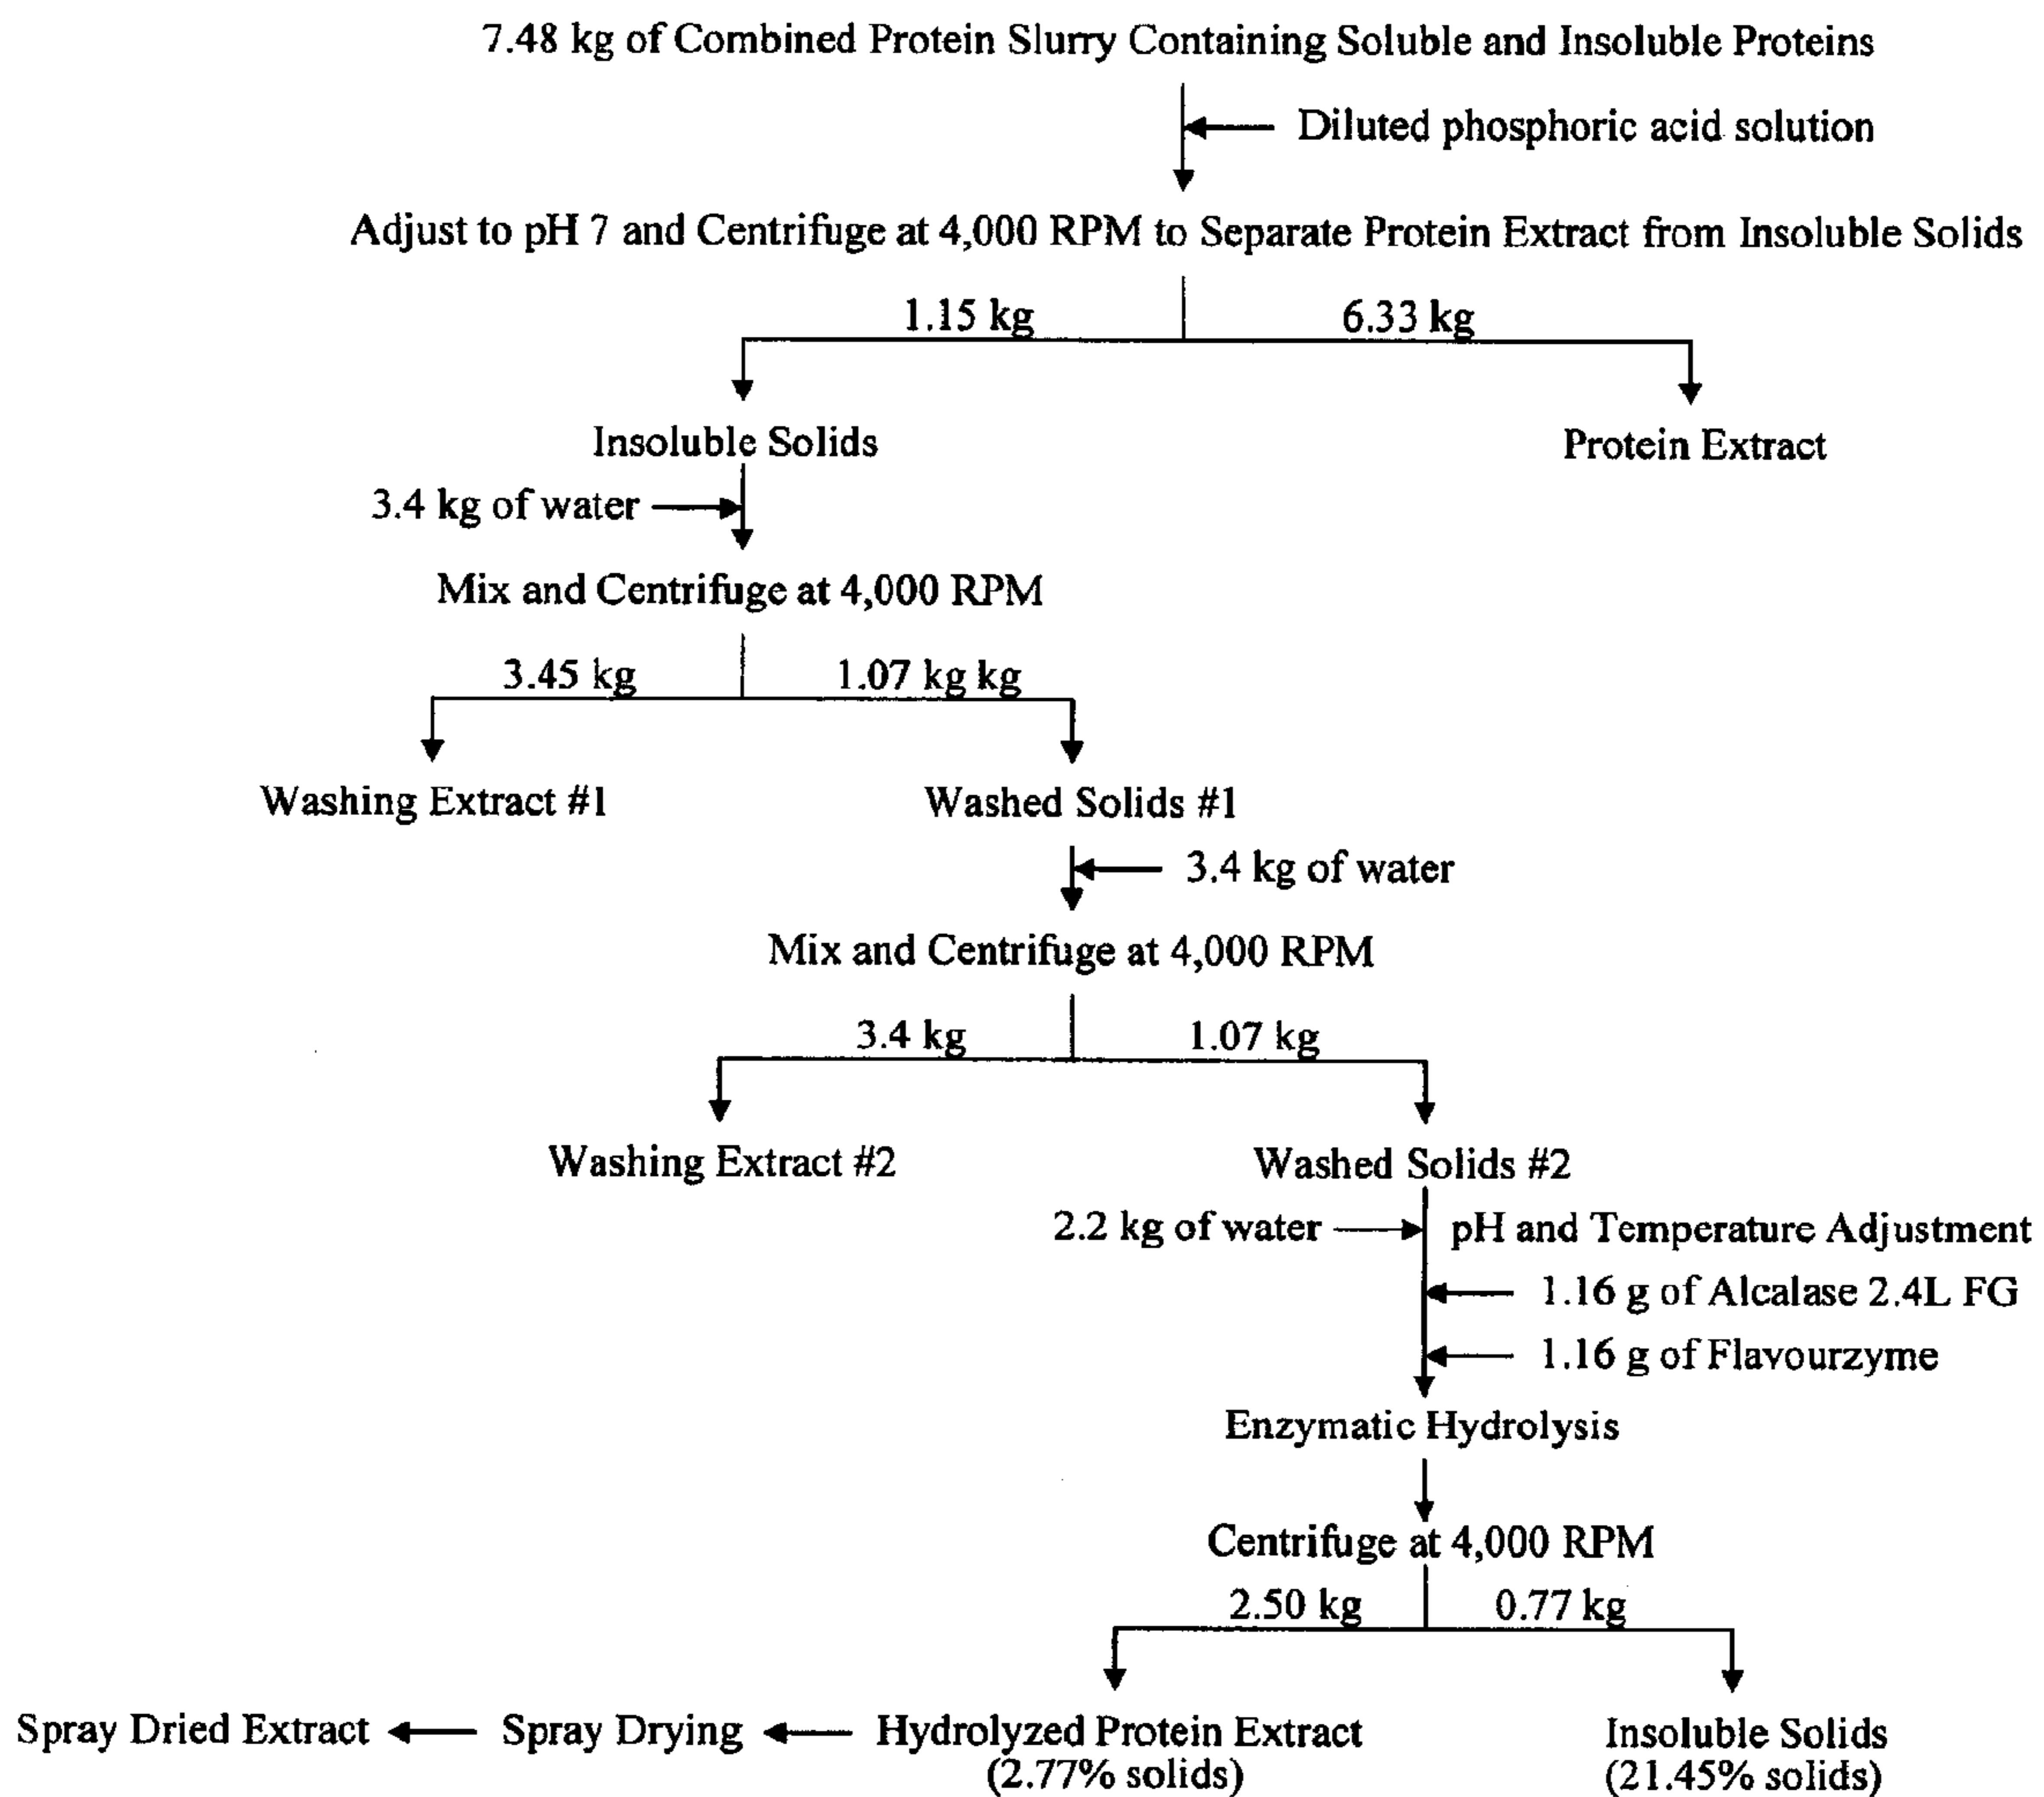 7.48 kg of Combined Protein Slurry Containing Soluble and Insoluble Proteins
Diluted phosphoric acid solution
Adjust to pH 7 and Centrifuge at 4,000 RPM to Separate Protein Extract from Insoluble Solids
1.15 kg
6.33 kg
Insoluble Solids
Protein Extract
3.4 kg of water
Mix and Centrifuge at 4,000 RPM
3.45 kg
1.07 kg kg
Washing Extract #1
Washed Solids #1
3.4 kg of water
Mix and Centrifuge at 4,000 RPM
3.4 kg
1.07 kg
Washing Extract #2
Washed Solids #2
2.2 kg of water
pH and Temperature Adjustment
1.16 g of Alcalase 2.4L FG
1.16 g of Flavourzyme
Enzymatic Hydrolysis
Centrifuge at 4,000 RPM
2.50 kg
0.77 kg
Spray Dried Extract
Spray Drying
Hydrolyzed Protein Extract
(2.77% solids)
Insoluble Solids
(21.45% solids)